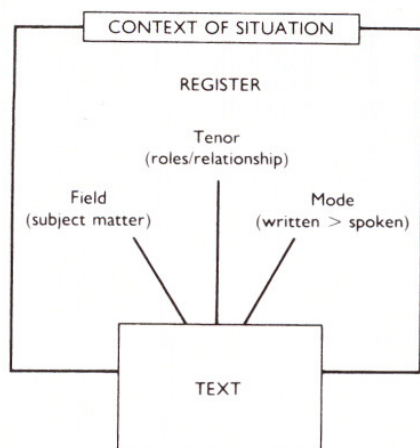 CONTEXT OF SITUATION
REGISTER
Tenor
(roles/relationship)
Field
(subject matter)
Mode
(written > spoken)
TEXT